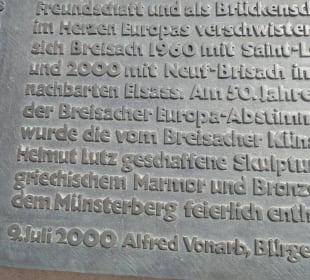 Freundschaft und als Brückensch
im Herzen Europas verschwister
sich Breisach 1960 mit Saint-L
und 2000 mit Neuf-Brisach in
nachbarten Elsass. Am 50. Jahre
der Breisacher Europa-Abstimm
wurde die vom Breisacher Küns
Helmut Lutz geschaffene Skulptur
griechischem Marmor und Bronze
dem Münsterberg feierlich enth
9. Juli 2000 Alfred Vonarb, Bürge